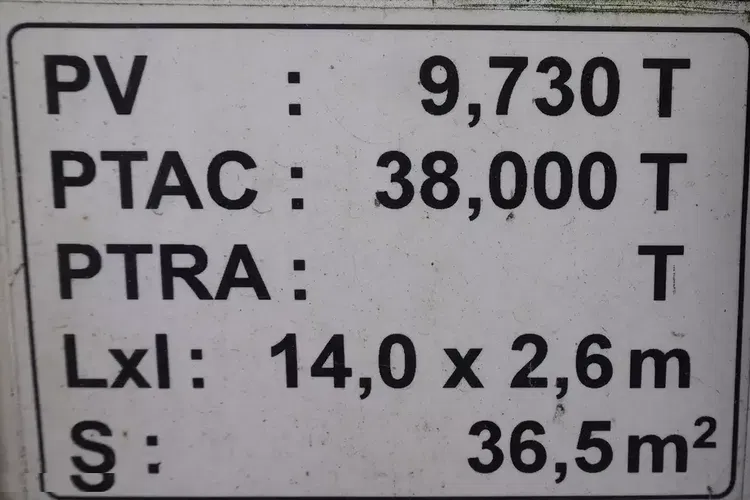 PV : 9,730 T
PTAC : 38,000 T
PTRA : T
Lxl : 14,0 x 2,6 m
S : 36,5 m²